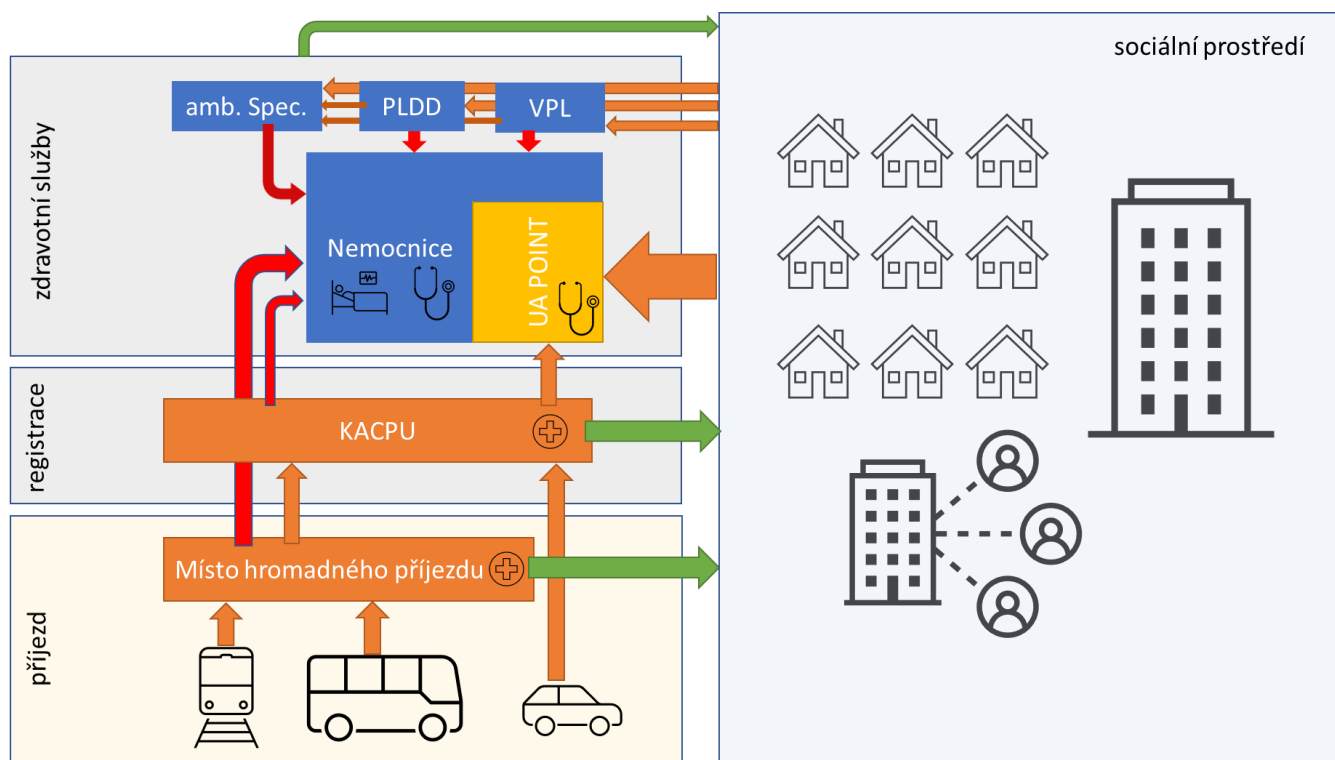 sociální prostředí
zdravotní služby
amb. Spec.
PLDD
VPL
Nemocnice
UA POINT
registrace
KACPU
příjezd
Místo hromadného příjezdu